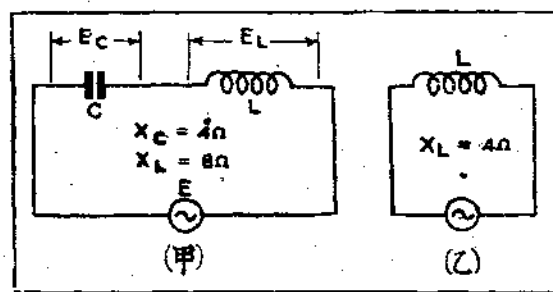 E_C E_L
C L L
X_C = 4Ω
X_L = 8Ω X_L = 4Ω
E
(甲) (乙)